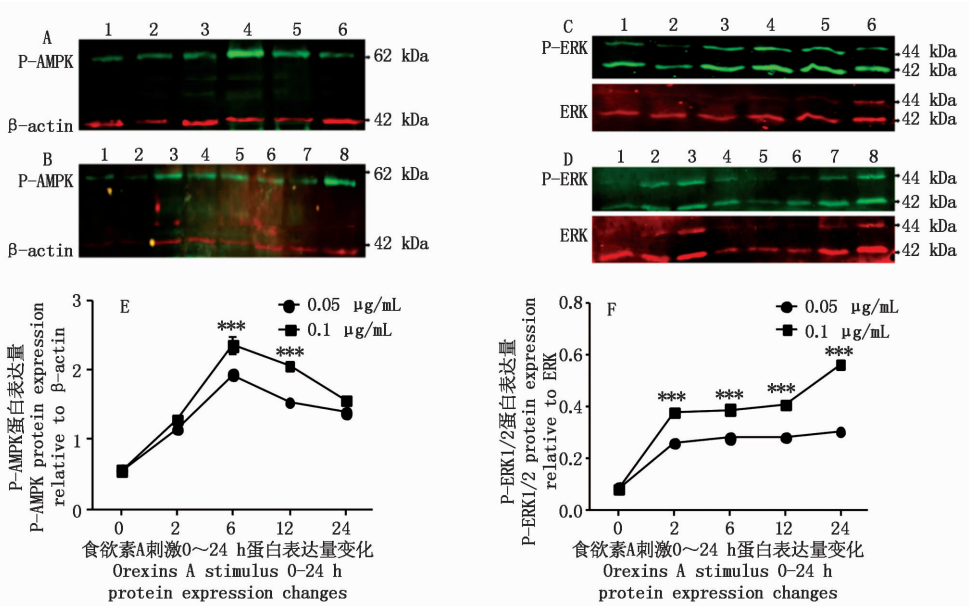 A
1 2 3 4 5 6
P-AMPK
62 kDa
β-actin
42 kDa
B
1 2 3 4 5 6 7 8
P-AMPK
62 kDa
β-actin
42 kDa
C
1 2 3 4 5 6
P-ERK
44 kDa
42 kDa
ERK
44 kDa
42 kDa
D
1 2 3 4 5 6 7 8
P-ERK
44 kDa
42 kDa
ERK
44 kDa
42 kDa
E
0.05 μg/mL
0.1 μg/mL
P-AMPK蛋白表达量
P-AMPK protein expression
relative to β-actin
3
2
1
0
***
***
0 2 6 12 24
食欲素A刺激0～24 h蛋白表达量变化
Orexins A stimulus 0-24 h
protein expression changes
F
0.05 μg/mL
0.1 μg/mL
P-ERK1/2蛋白表达量
P-ERK1/2 protein expression
relative to ERK
0.8
0.6
0.4
0.2
0.0
***
***
***
***
0 2 6 12 24
食欲素A刺激0～24 h蛋白表达量变化
Orexins A stimulus 0-24 h
protein expression changes